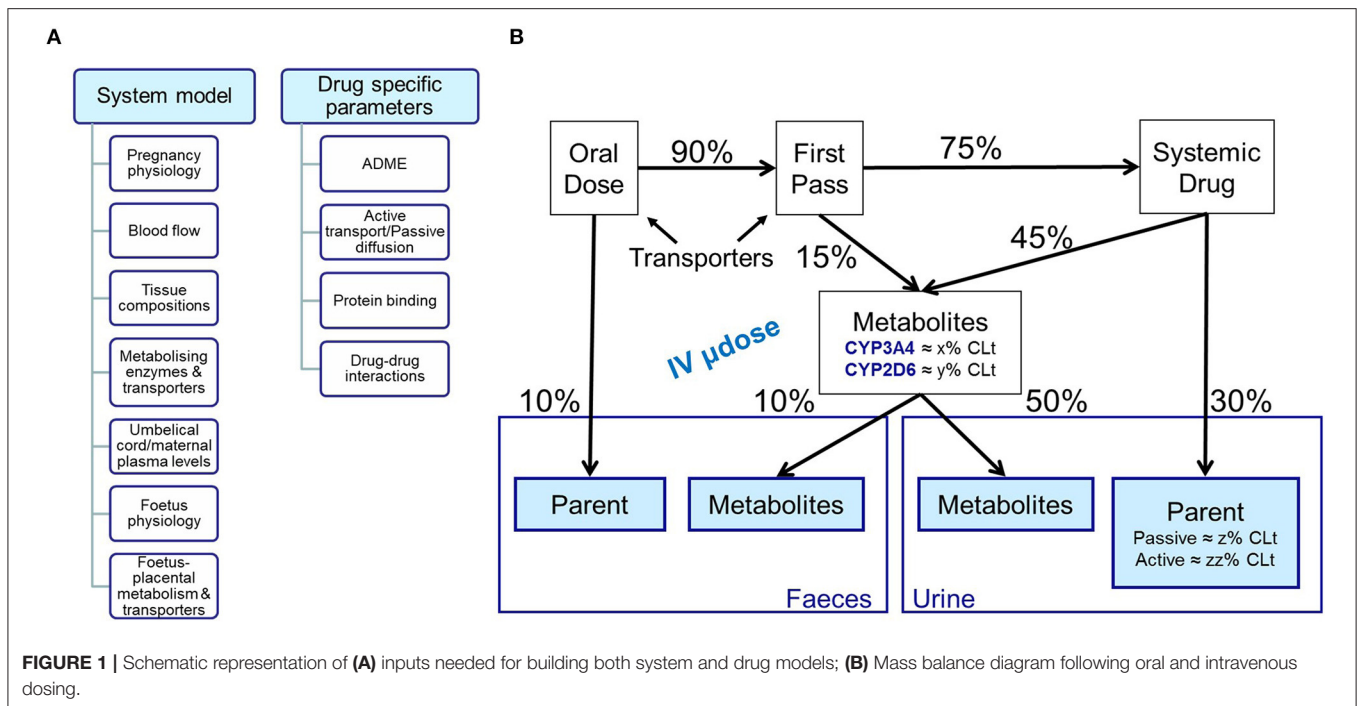 A
System model
Pregnancy
physiology
Blood flow
Tissue
compositions
Metabolising
enzymes &
transporters
Umbelical
cord/maternal
plasma levels
Foetus
physiology
Foetus-
placental
metabolism &
transporters
Drug specific
parameters
ADME
Active
transport/Passive
diffusion
Protein binding
Drug-drug
interactions
B
Oral
Dose
90%
First
Pass
75%
Systemic
Drug
Transporters
15%
45%
IV µdose
Metabolites
CYP3A4 ≈ x% CLt
CYP2D6 ≈ y% CLt
10%
10%
50%
30%
Parent
Metabolites
Metabolites
Parent
Passive ≈ z% CLt
Active ≈ zz% CLt
Faeces
Urine
FIGURE 1 | Schematic representation of (A) inputs needed for building both system and drug models; (B) Mass balance diagram following oral and intravenous
dosing.